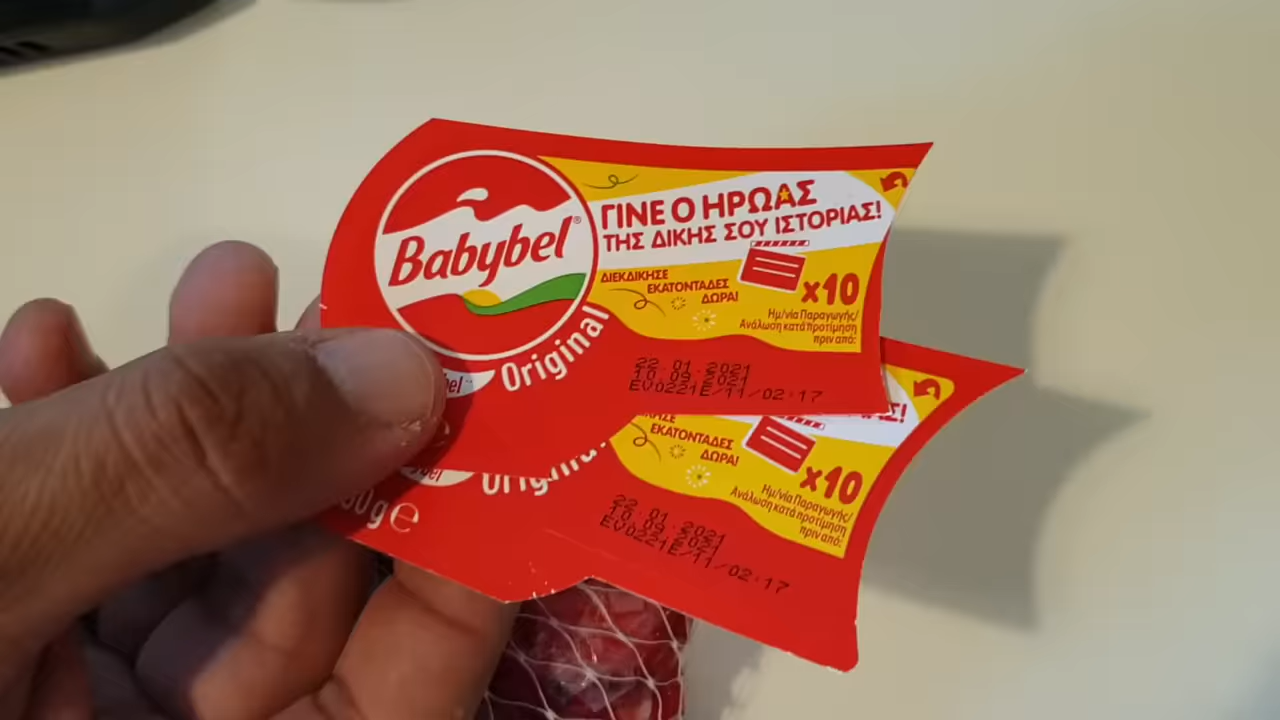 Babybel®
ΓΙΝΕ Ο ΗΡΩΑΣ
ΤΗΣ ΔΙΚΗΣ ΣΟΥ ΙΣΤΟΡΙΑΣ!
ΔΙΕΚΔΙΚΗΣΕ
ΕΚΑΤΟΝΤΑΔΕΣ
ΔΩΡΑ!
x10
Ημ/νία Παραγωγής/
Ανάλωση κατά προτίμηση
πριν από:
Original
22 01 2021
10 09 2021
EV0221E/11/02:17
ΕΚΑΤΟΝΤΑΔΕΣ
ΔΩΡΑ!
x10
Ημ/νία Παραγωγής/
Ανάλωση κατά προτίμηση
πριν από:
Original
22 01 2021
10 09 2021
EV0221E/11/02:17